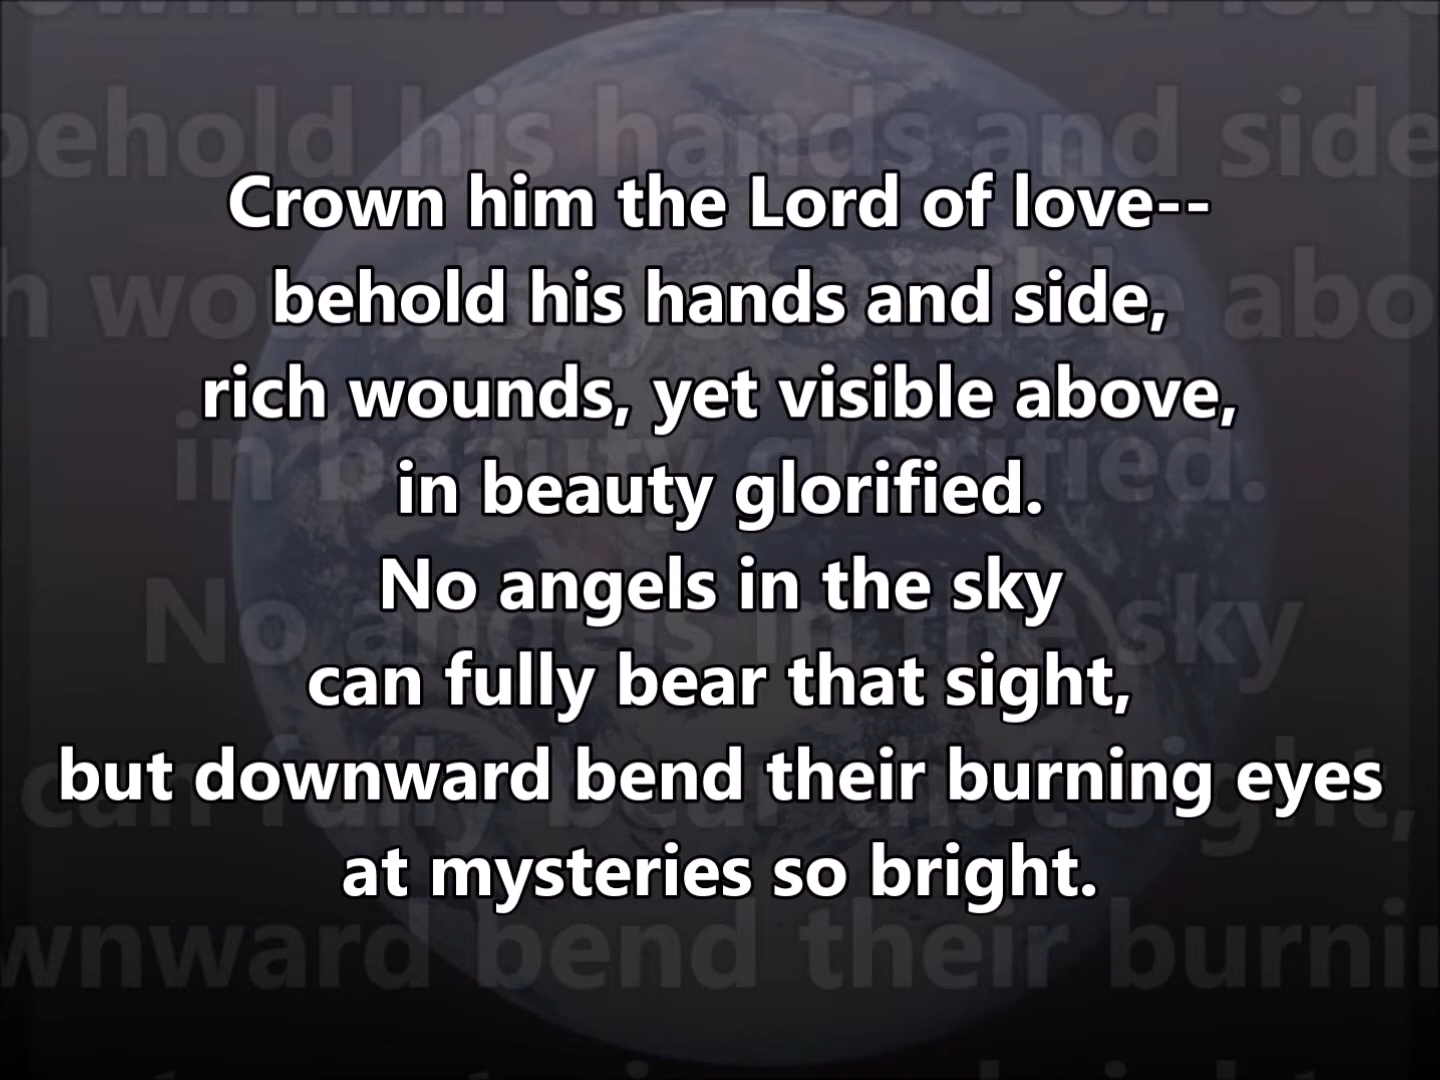 Crown him the Lord of love--
behold his hands and side,
rich wounds, yet visible above,
in beauty glorified.
No angels in the sky
can fully bear that sight,
but downward bend their burning eyes
at mysteries so bright.